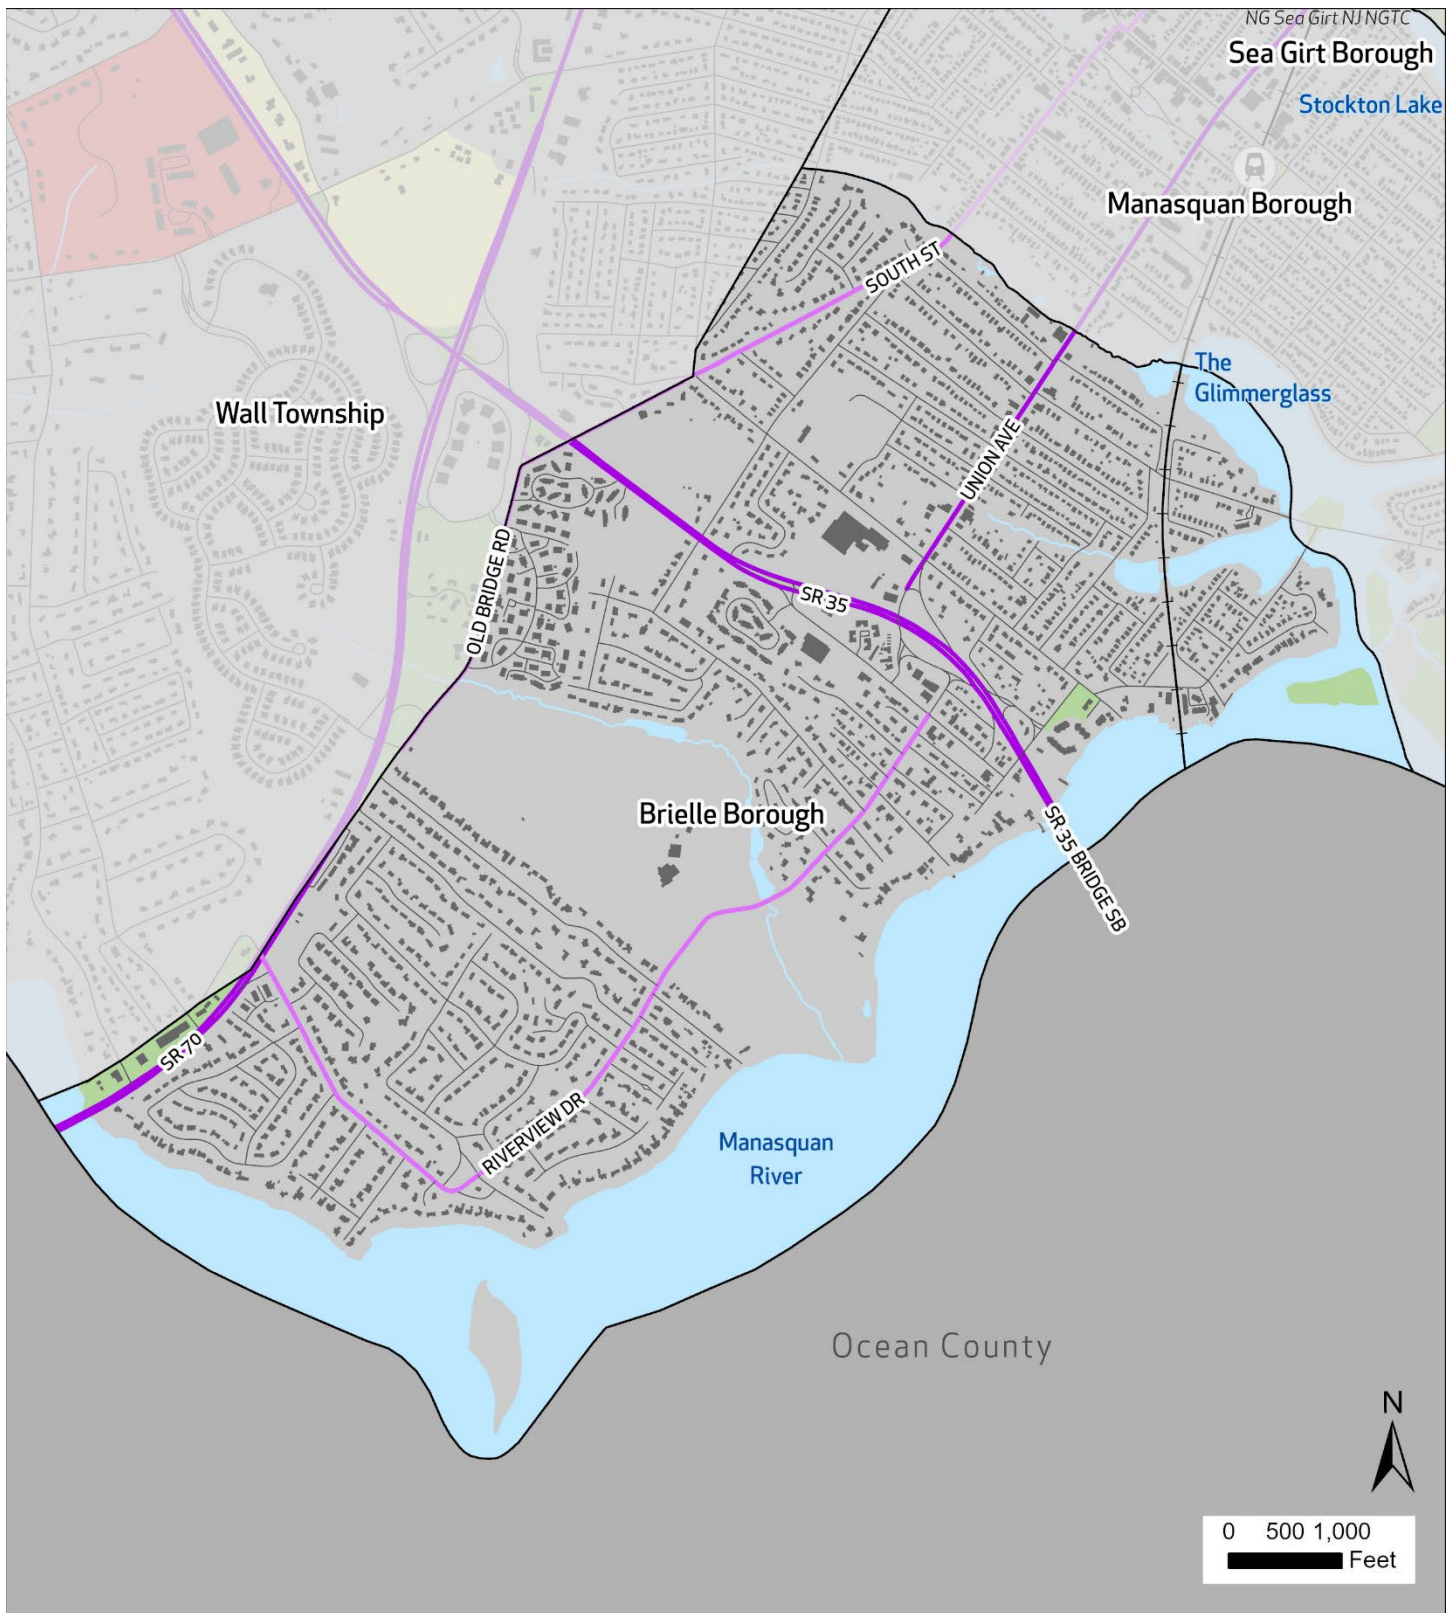 NG Sea Girt NJ NGTC
Sea Girt Borough
Stockton Lake
Manasquan Borough
SOUTH ST
The
Glimmerglass
Wall Township
UNION AVE
OLD BRIDGE RD
SR 35
Brielle Borough
SR 35 BRIDGE SB
SR 70
RIVERVIEW DR
Manasquan
River
Ocean County
N
0 500 1,000
Feet